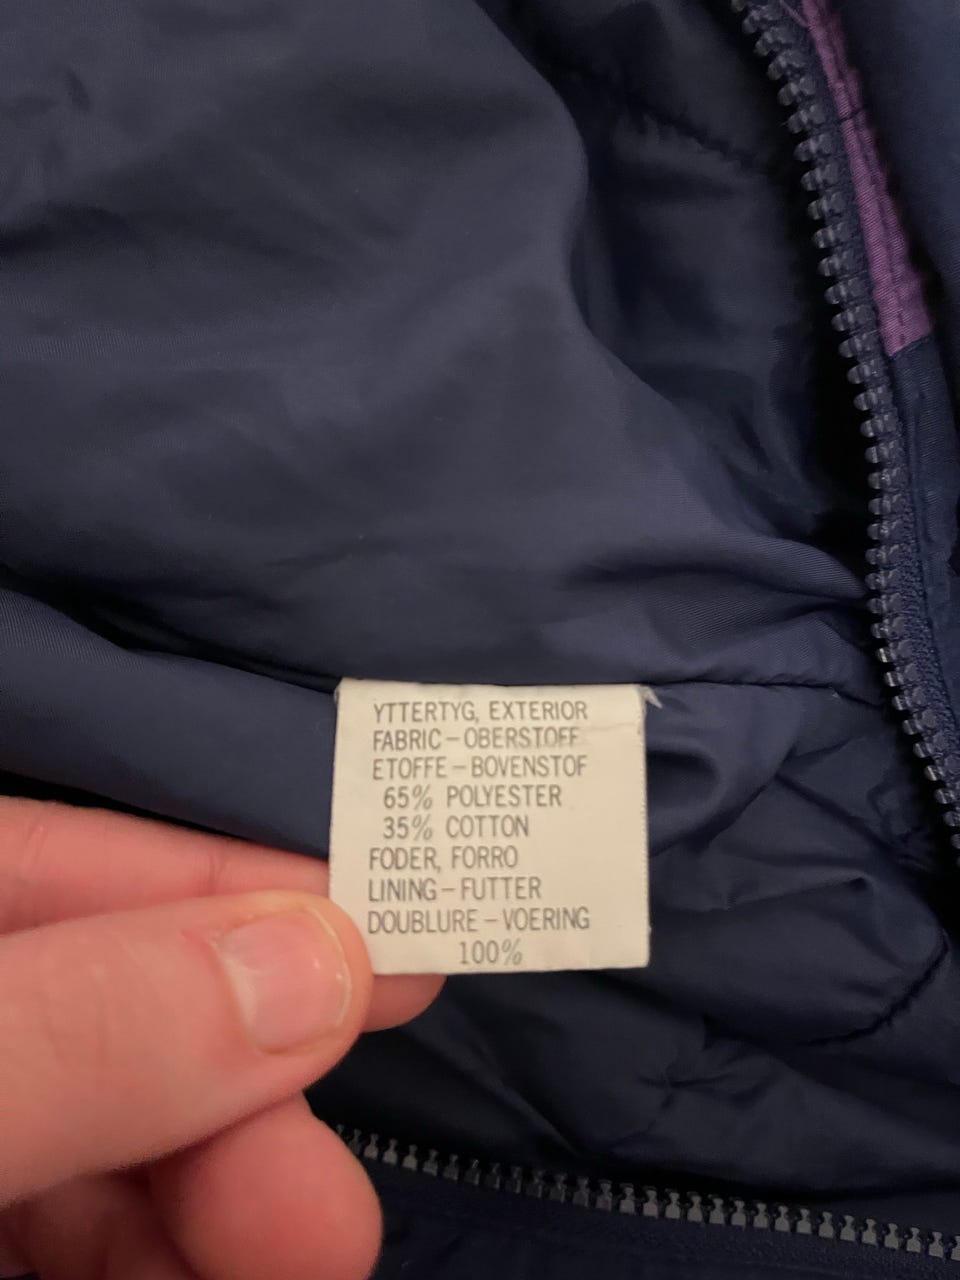 YTTERTYG, EXTERIOR
FABRIC – OBERSTOFF
ETOFFE – BOVENSTOF
65% POLYESTER
35% COTTON
FODER, FORRO
LINING – FUTTER
DOUBLURE – VOERING
100%